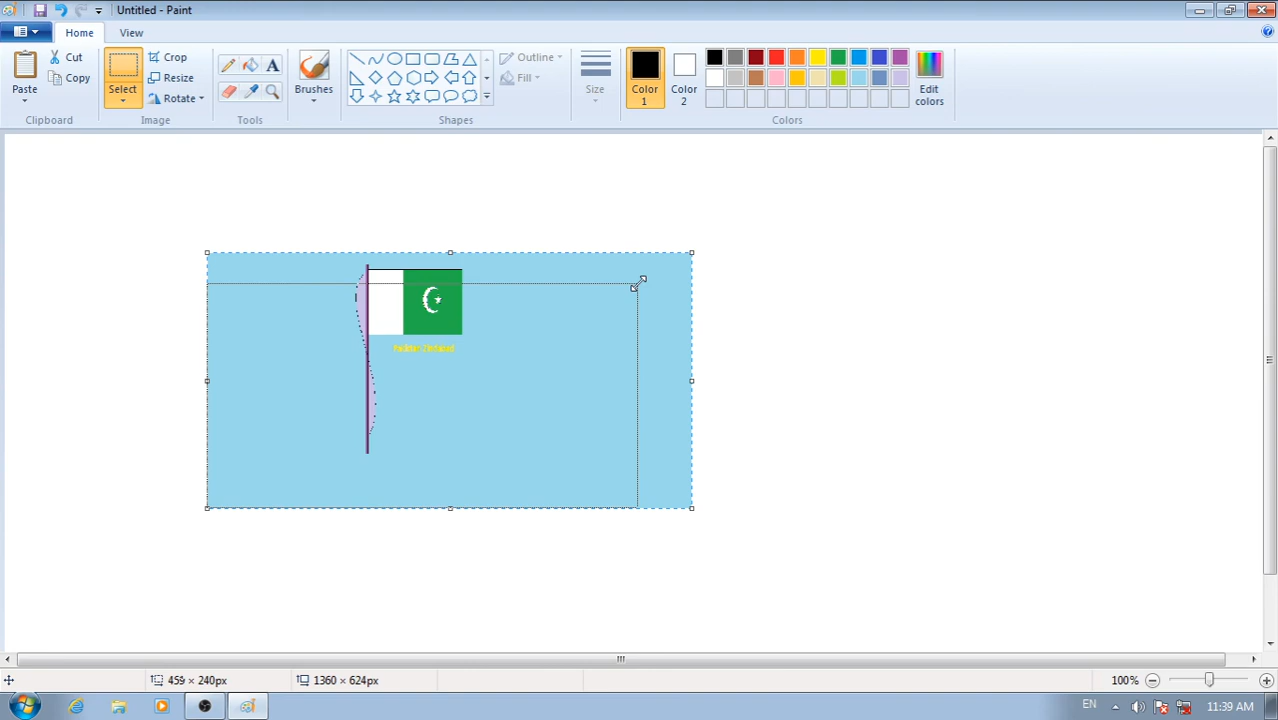 Untitled - Paint
Home
View
Paste
Cut
Copy
Clipboard
Select
Crop
Resize
Rotate
Image
A
Tools
Brushes
Outline
Fill
Shapes
Size
Color 1
Color 2
Edit colors
Colors
459 × 240px
1360 × 624px
100%
EN
11:39 AM